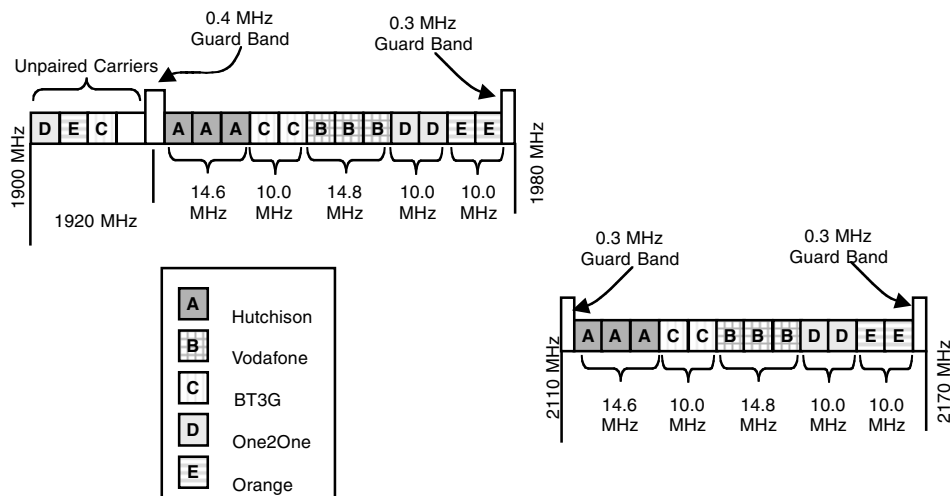 0.4 MHz
Guard Band
0.3 MHz
Guard Band
Unpaired Carriers
D E C A A A C C B B B D D E E
1900 MHz
1920 MHz
14.6
MHz
10.0
MHz
14.8
MHz
10.0
MHz
10.0
MHz
1980 MHz
0.3 MHz
Guard Band
0.3 MHz
Guard Band
A A A C C B B B D D E E
2110 MHz
14.6
MHz
10.0
MHz
14.8
MHz
10.0
MHz
10.0
MHz
2170 MHz
A Hutchison
B Vodafone
C BT3G
D One2One
E Orange